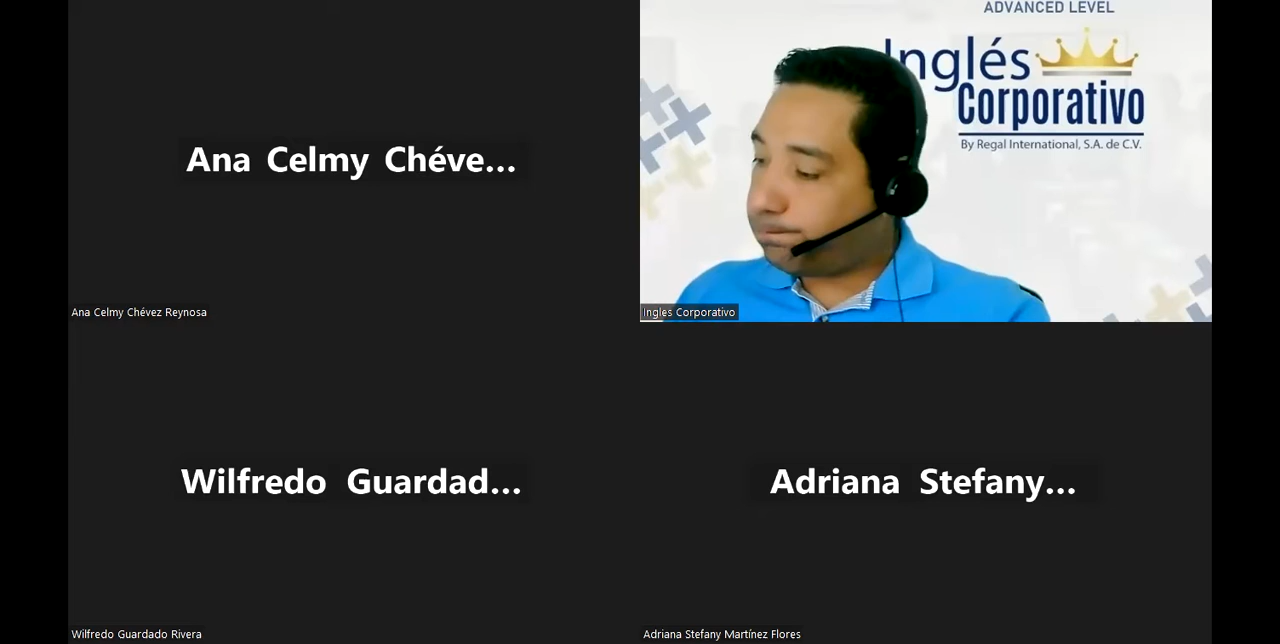 Ana Celmy Chéve...
Ana Celmy Chévez Reynosa
ADVANCED LEVEL
Inglés
Corporativo
By Regal International, S.A. de C.V.
Ingles Corporativo
Wilfredo Guardad...
Wilfredo Guardado Rivera
Adriana Stefany...
Adriana Stefany Martínez Flores